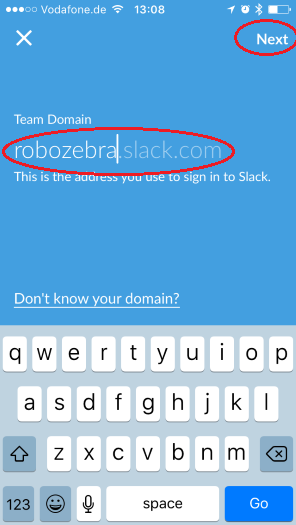 Vodafone.de 13:08
Next
Team Domain
robozebra.slack.com
This is the address you use to sign in to Slack.
Don't know your domain?
q w e r t y u i o p
a s d f g h j k l
z x c v b n m
123 space Go